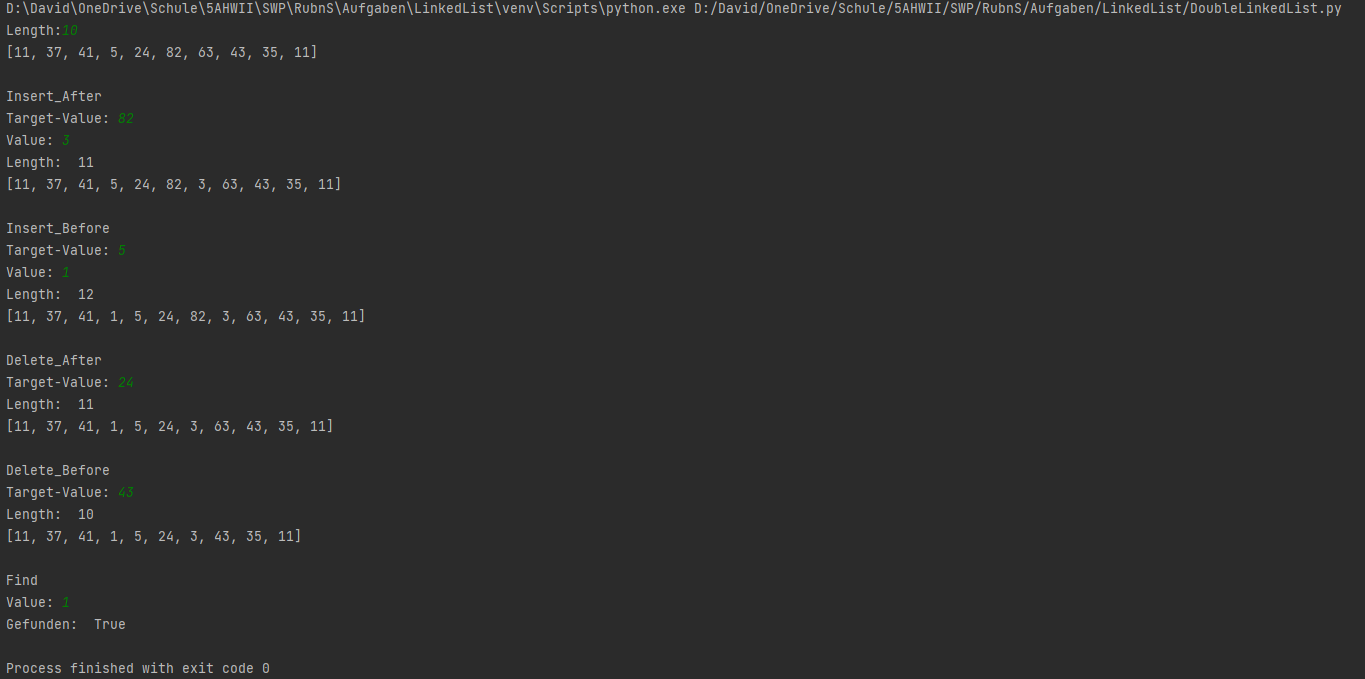 D:\David\OneDrive\Schule\5AHWII\SWP\RubnS\Aufgaben\LinkedList\venv\Scripts\python.exe D:/David/OneDrive/Schule/5AHWII/SWP/RubnS/Aufgaben/LinkedList/DoubleLinkedList.py
Length:10
[11, 37, 41, 5, 24, 82, 63, 43, 35, 11]

Insert_After
Target-Value: 82
Value: 3
Length:  11
[11, 37, 41, 5, 24, 82, 3, 63, 43, 35, 11]

Insert_Before
Target-Value: 5
Value: 1
Length:  12
[11, 37, 41, 1, 5, 24, 82, 3, 63, 43, 35, 11]

Delete_After
Target-Value: 24
Length:  11
[11, 37, 41, 1, 5, 24, 3, 63, 43, 35, 11]

Delete_Before
Target-Value: 43
Length:  10
[11, 37, 41, 1, 5, 24, 3, 43, 35, 11]

Find
Value: 1
Gefunden:  True

Process finished with exit code 0